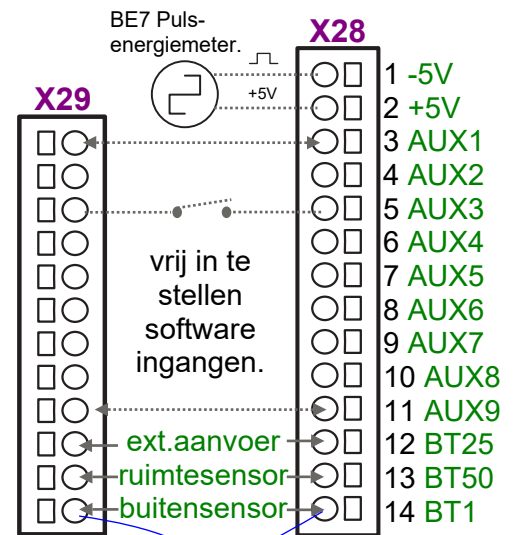 BE7 Puls-
energiemeter.
+5V
X29
X28
1 -5V
2 +5V
3 AUX1
4 AUX2
5 AUX3
6 AUX4
7 AUX5
8 AUX6
9 AUX7
10 AUX8
11 AUX9
12 BT25
13 BT50
14 BT1
vrij in te
stellen
software
ingangen.
ext.aanvoer
ruimtesensor
buitensensor